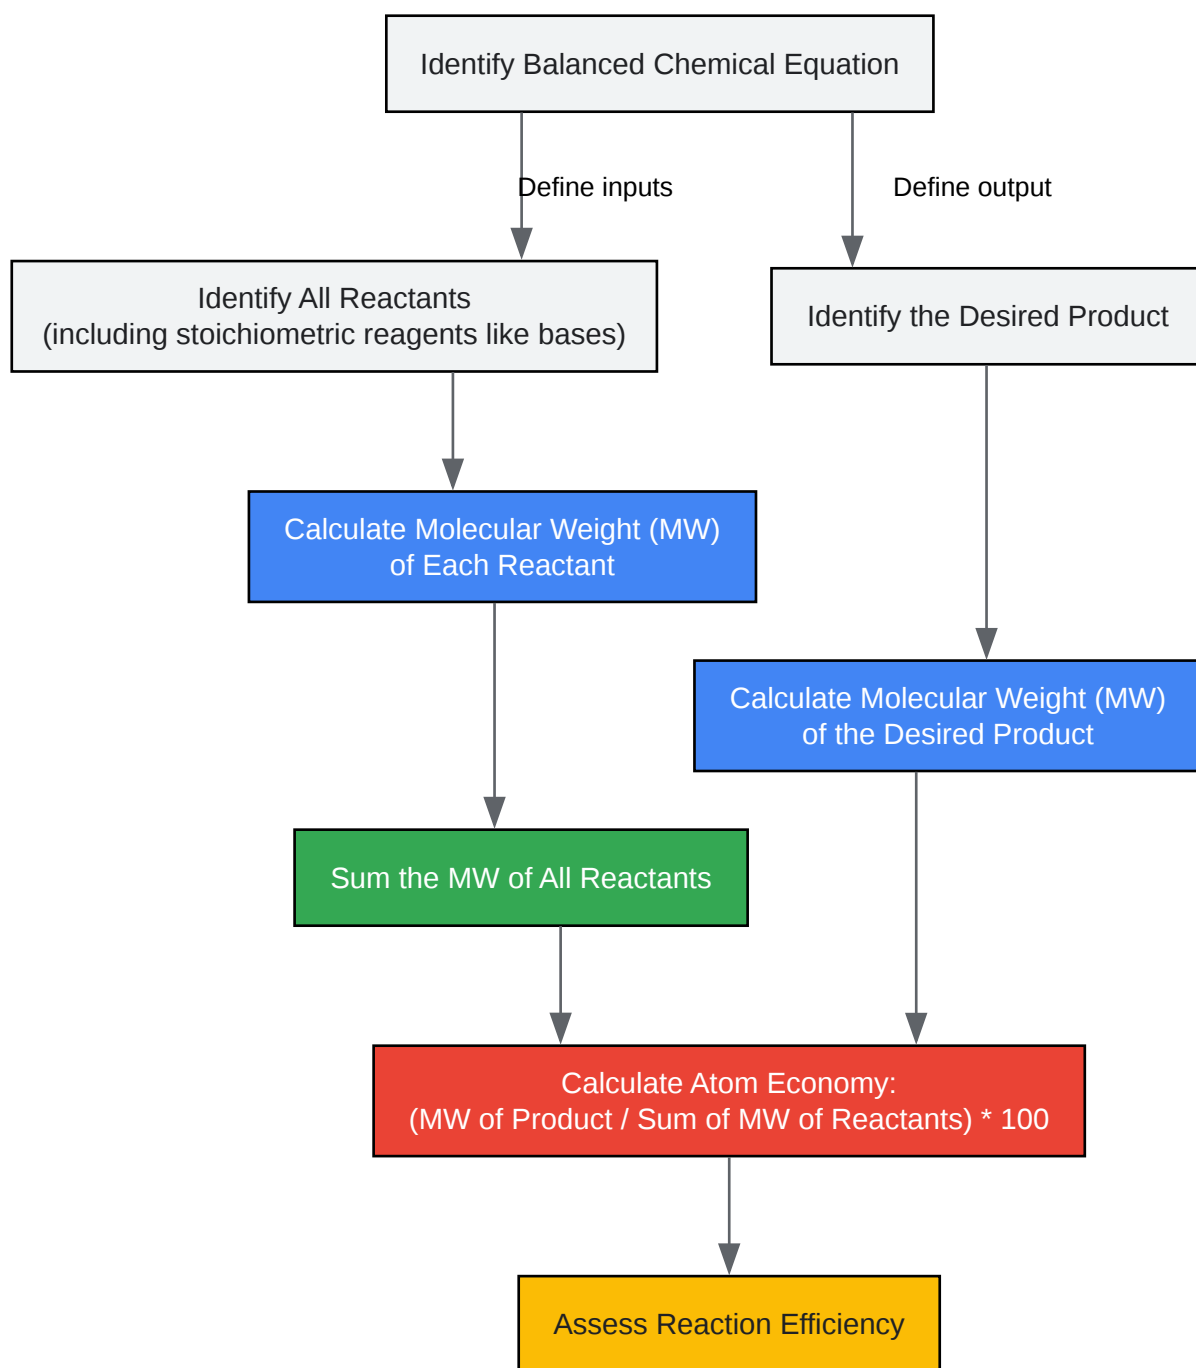 Identify Balanced Chemical Equation
Define inputs
Define output
Identify All Reactants
(including stoichiometric reagents like bases)
Identify the Desired Product
Calculate Molecular Weight (MW)
of Each Reactant
Calculate Molecular Weight (MW)
of the Desired Product
Sum the MW of All Reactants
Calculate Atom Economy:
(MW of Product / Sum of MW of Reactants) * 100
Assess Reaction Efficiency